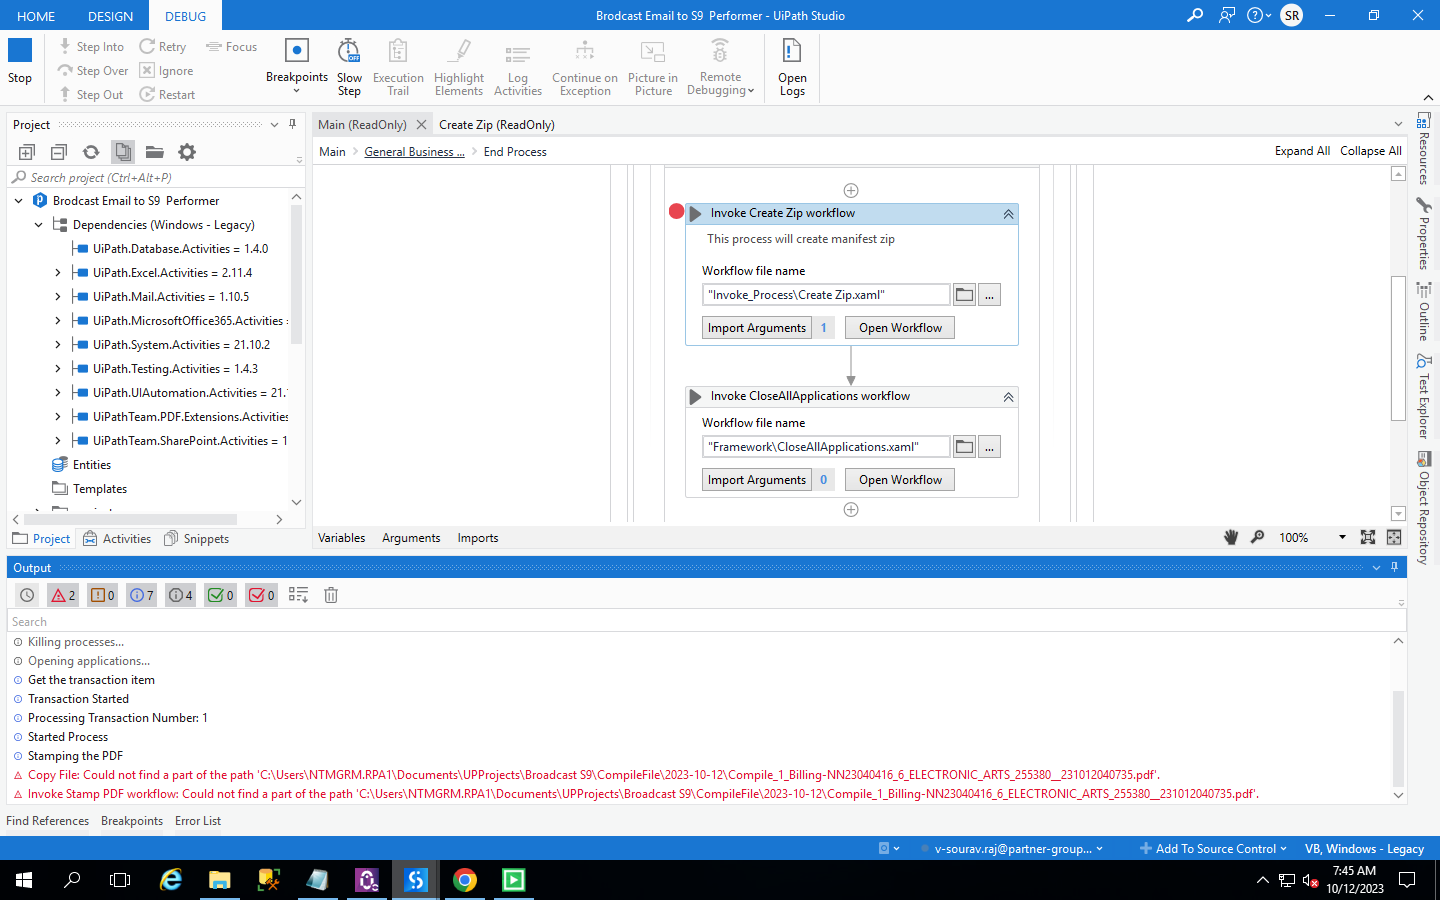 HOME DESIGN DEBUG
Brodcast Email to S9  Performer - UiPath Studio
SR
Stop
Step Into
Step Over
Step Out
Retry
Ignore
Restart
Focus
Breakpoints
Slow Step
Execution Trail
Highlight Elements
Log Activities
Continue on Exception
Picture in Picture
Remote Debugging
Open Logs
Project
Search project (Ctrl+Alt+P)
Brodcast Email to S9  Performer
Dependencies (Windows - Legacy)
UiPath.Database.Activities = 1.4.0
UiPath.Excel.Activities = 2.11.4
UiPath.Mail.Activities = 1.10.5
UiPath.MicrosoftOffice365.Activities =
UiPath.System.Activities = 21.10.2
UiPath.Testing.Activities = 1.4.3
UiPath.UIAutomation.Activities = 21.
UiPathTeam.PDF.Extensions.Activities
UiPathTeam.SharePoint.Activities = 1
Entities
Templates
Project Activities Snippets
Main (ReadOnly)
Create Zip (ReadOnly)
Main > General Business ... > End Process
Expand All Collapse All
Invoke Create Zip workflow
This process will create manifest zip
Workflow file name
"Invoke_Process\Create Zip.xaml"
...
Import Arguments 1 Open Workflow
Invoke CloseAllApplications workflow
Workflow file name
"Framework\CloseAllApplications.xaml"
...
Import Arguments 0 Open Workflow
Variables Arguments Imports
100%
Resources
Properties
Outline
Test Explorer
Object Repository
Output
2 0 7 4 0 0
Search
Killing processes...
Opening applications...
Get the transaction item
Transaction Started
Processing Transaction Number: 1
Started Process
Stamping the PDF
Copy File: Could not find a part of the path 'C:\Users\NTMGRM.RPA1\Documents\UPProjects\Broadcast S9\CompileFile\2023-10-12\Compile_1_Billing-NN23040416_6_ELECTRONIC_ARTS_255380__231012040735.pdf'.
Invoke Stamp PDF workflow: Could not find a part of the path 'C:\Users\NTMGRM.RPA1\Documents\UPProjects\Broadcast S9\CompileFile\2023-10-12\Compile_1_Billing-NN23040416_6_ELECTRONIC_ARTS_255380__231012040735.pdf'.
Find References Breakpoints Error List
v-sourav.raj@partner-group...
Add To Source Control
VB, Windows - Legacy
7:45 AM
10/12/2023